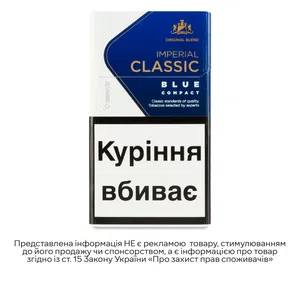 ORIGINAL BLEND
IMPERIAL
CLASSIC
BLUE
COMPACT
Classic standards of quality
Tobacco selected by experts
Куріння
вбиває
Представлена інформація НЕ є рекламою товару, стимулюванням
до його продажу чи спонсорством, а є інформацією про товар
згідно із ст. 15 Закону України «Про захист прав споживачів»